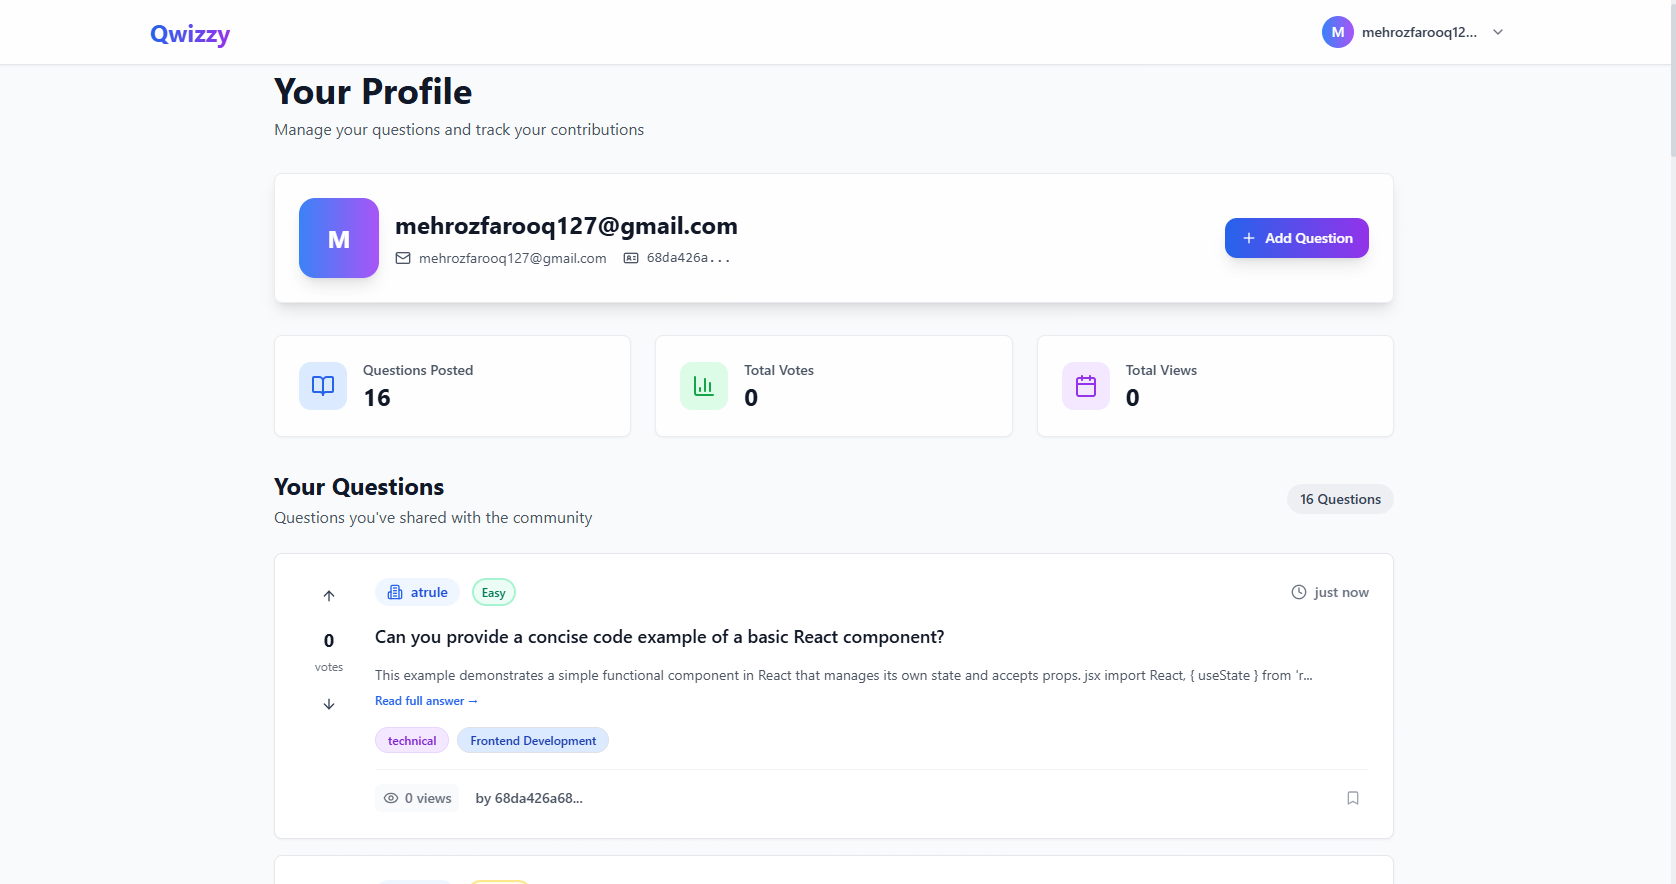 Qwizzy
M
mehrozfarooq12...
Your Profile
Manage your questions and track your contributions
M
mehrozfarooq127@gmail.com
mehrozfarooq127@gmail.com 68da426a...
+ Add Question
Questions Posted
16
Total Votes
0
Total Views
0
Your Questions
Questions you've shared with the community
16 Questions
atrule Easy
just now
0
votes
Can you provide a concise code example of a basic React component?
This example demonstrates a simple functional component in React that manages its own state and accepts props. jsx import React, { useState } from 'r...
Read full answer →
technical Frontend Development
0 views by 68da426a68...